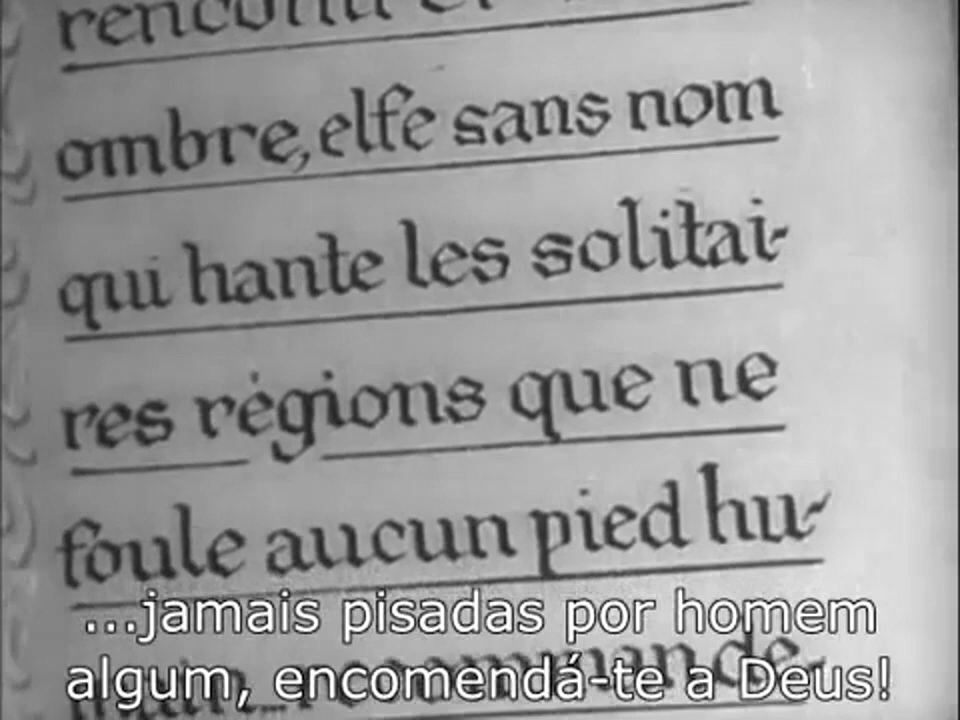 ombre, elfe sans nom
qui hante les solitai-
res régions que ne
foule aucun pied hu-
...jamais pisadas por homem
algum, encomendá-te a Deus!